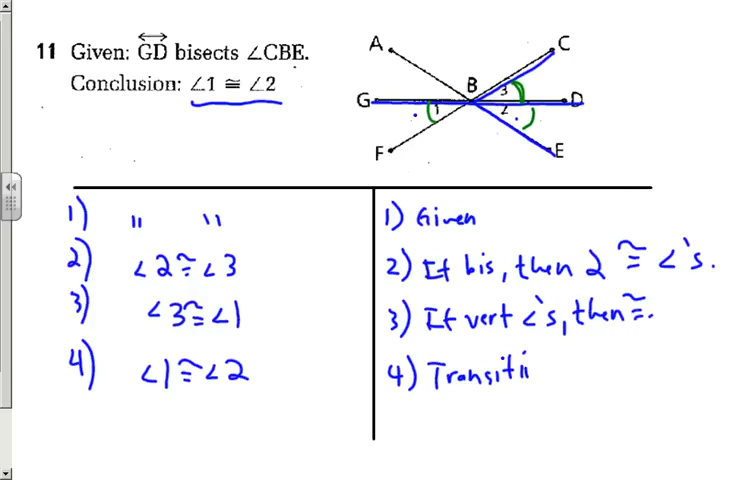 11 Given: GD bisects ∠CBE.
Conclusion: ∠1 ≅ ∠2
A
C
B
3
G
1
2
D
F
E
1) " "
1) Given
2) ∠2 ≅ ∠3
2) If bis, then 2 ≅ ∠'s.
3) ∠3 ≅ ∠1
3) If vert ∠'s, then ≅.
4) ∠1 ≅ ∠2
4) Transiti